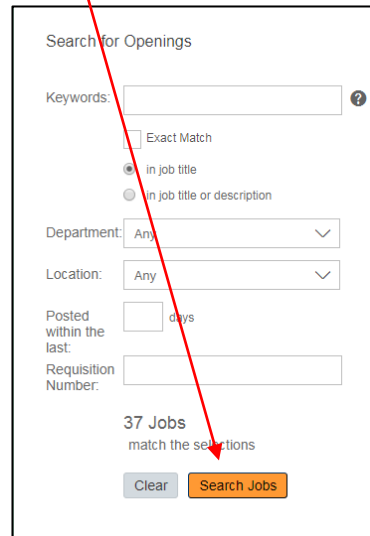 Search for Openings
Keywords:
?
Exact Match
in job title
in job title or description
Department: Any
Location: Any
Posted within the last: days
Requisition Number:
37 Jobs
match the selections
Clear Search Jobs